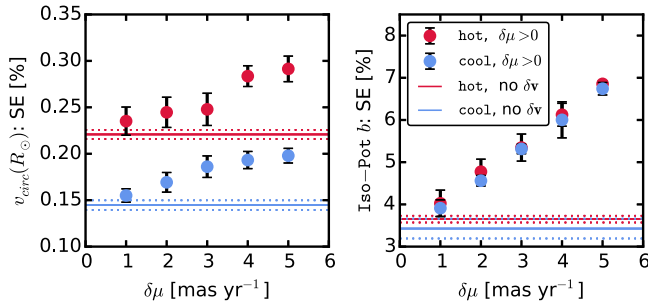 v_circ(R_⊙): SE [%]
0.35
0.30
0.25
0.20
0.15
0.10
0 1 2 3 4 5 6
δμ [mas yr⁻¹]
Iso-Pot b: SE [%]
8
7
6
5
4
3
0 1 2 3 4 5 6
δμ [mas yr⁻¹]
hot, δμ>0
cool, δμ>0
hot, no δv
cool, no δv